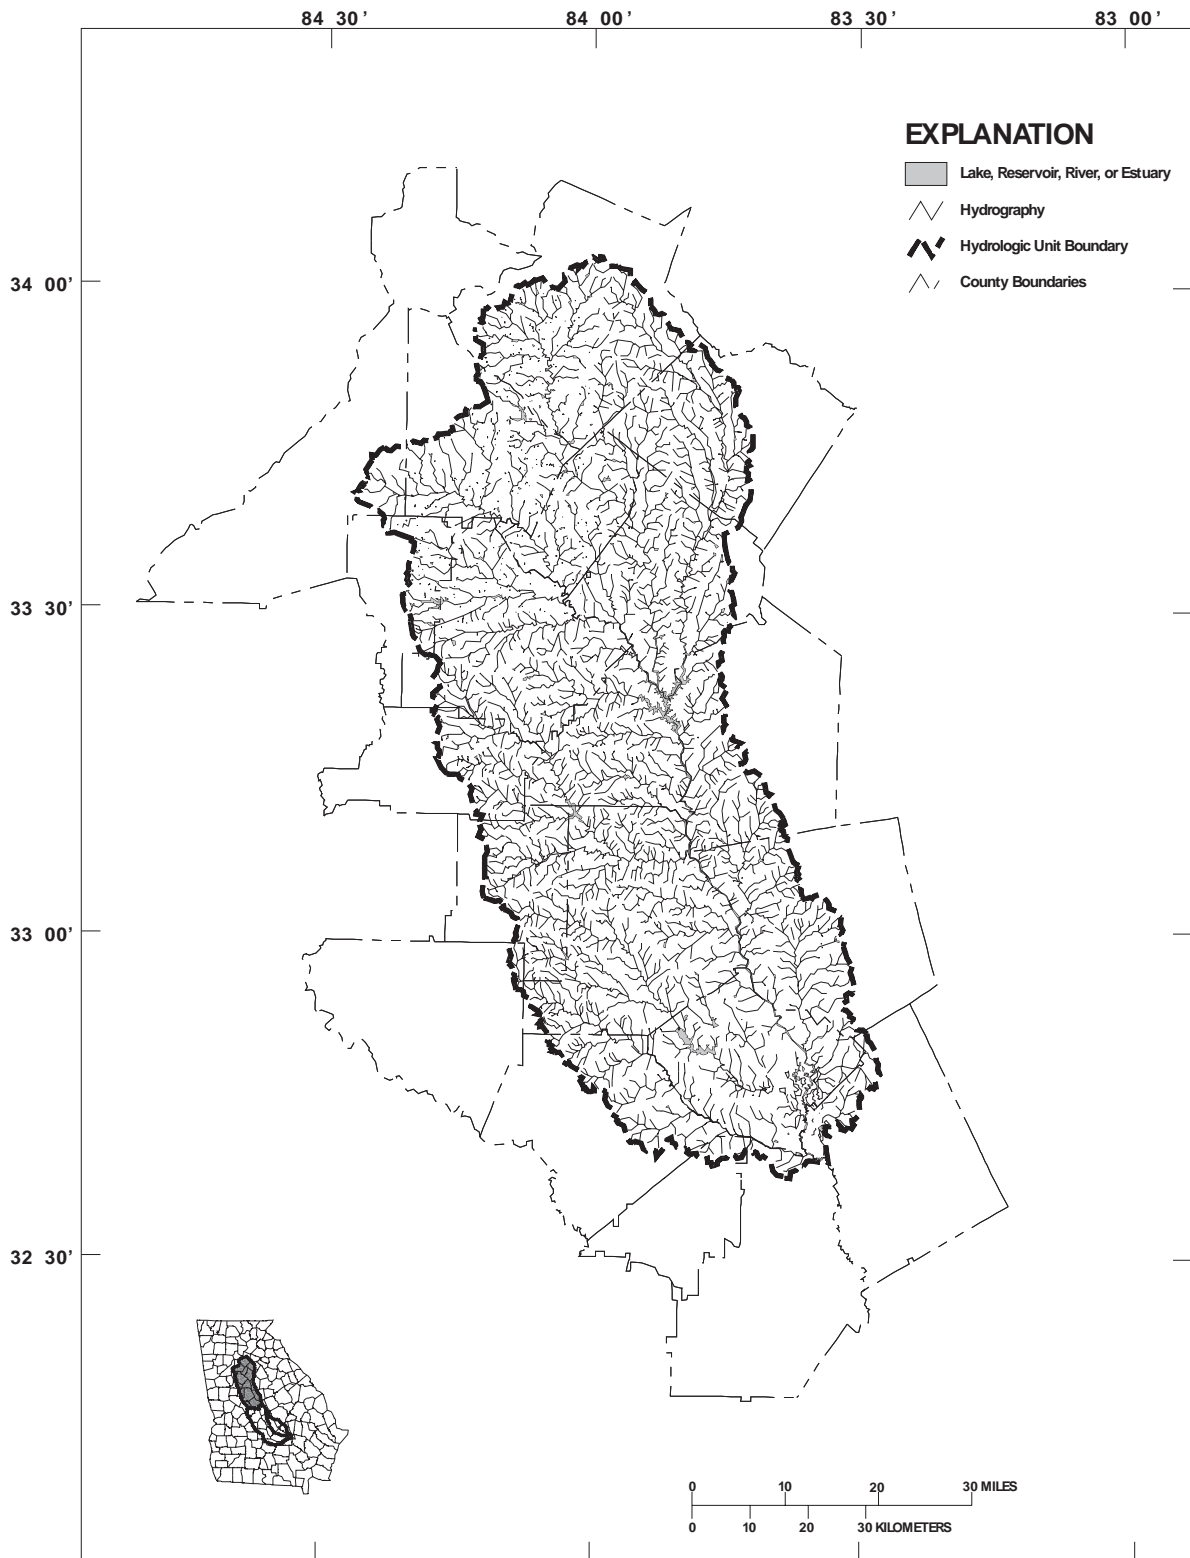 84 30' 84 00' 83 30' 83 00'
EXPLANATION
Lake, Reservoir, River, or Estuary
Hydrography
Hydrologic Unit Boundary
County Boundaries
34 00'
33 30'
33 00'
32 30'
0 10 20 30 MILES
0 10 20 30 KILOMETERS